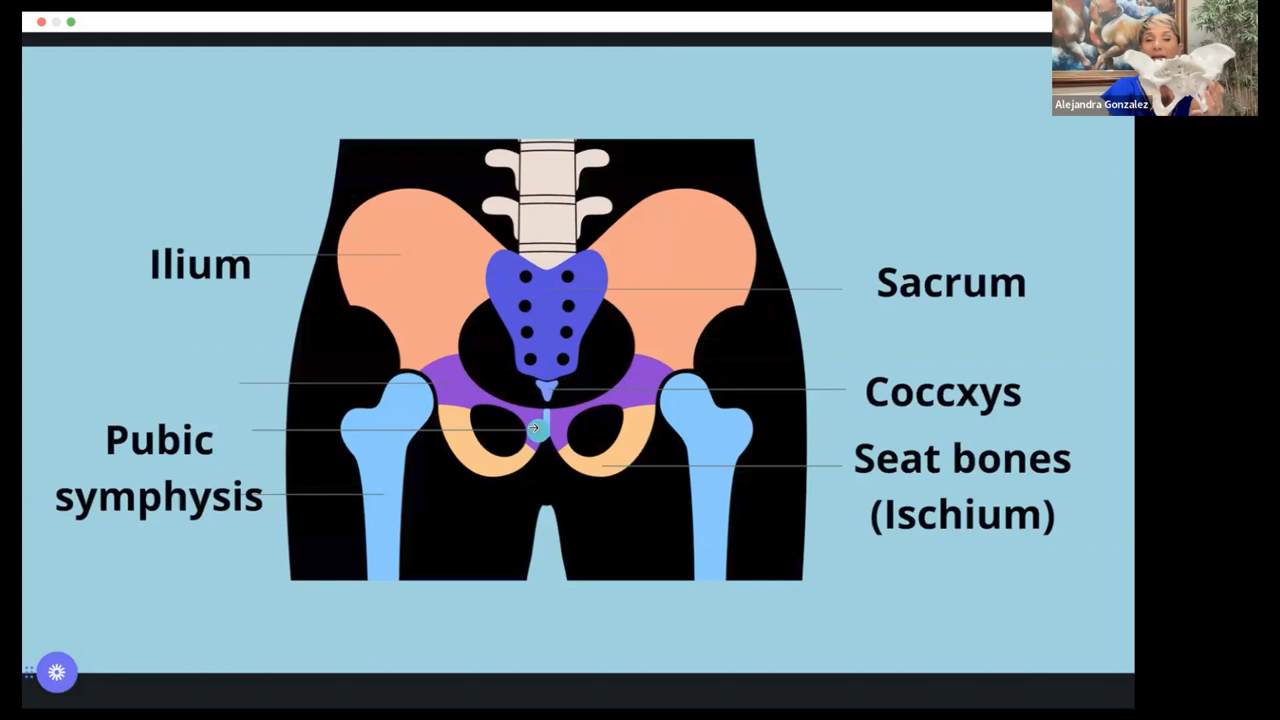 Alejandra Gonzalez
Ilium
Sacrum
Coccxys
Pubic
symphysis
Seat bones
(Ischium)